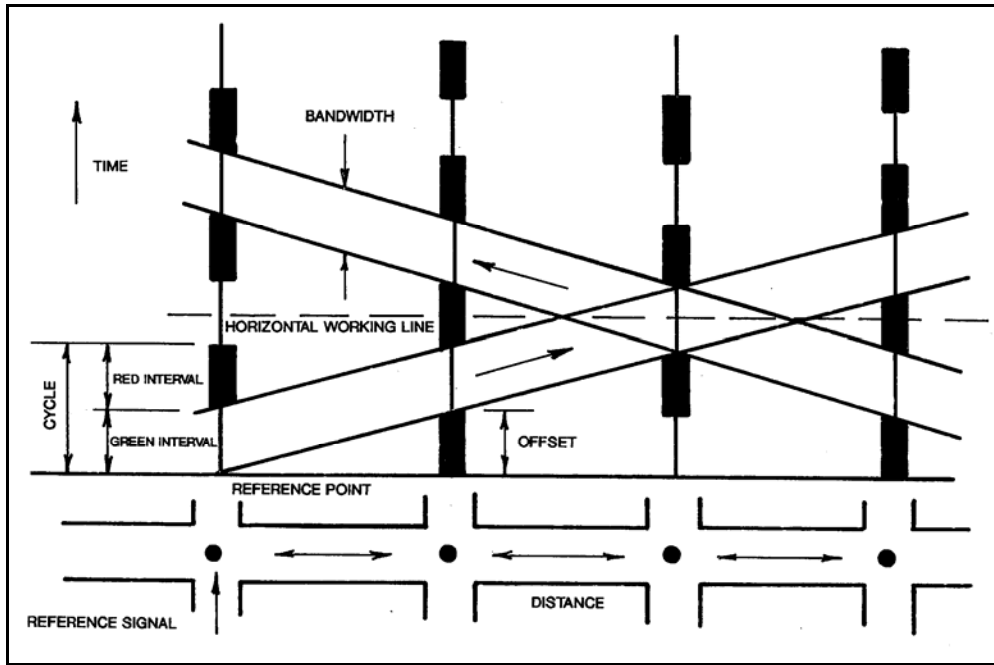 BANDWIDTH
TIME
HORIZONTAL WORKING LINE
CYCLE
RED INTERVAL
GREEN INTERVAL
OFFSET
REFERENCE POINT
DISTANCE
REFERENCE SIGNAL